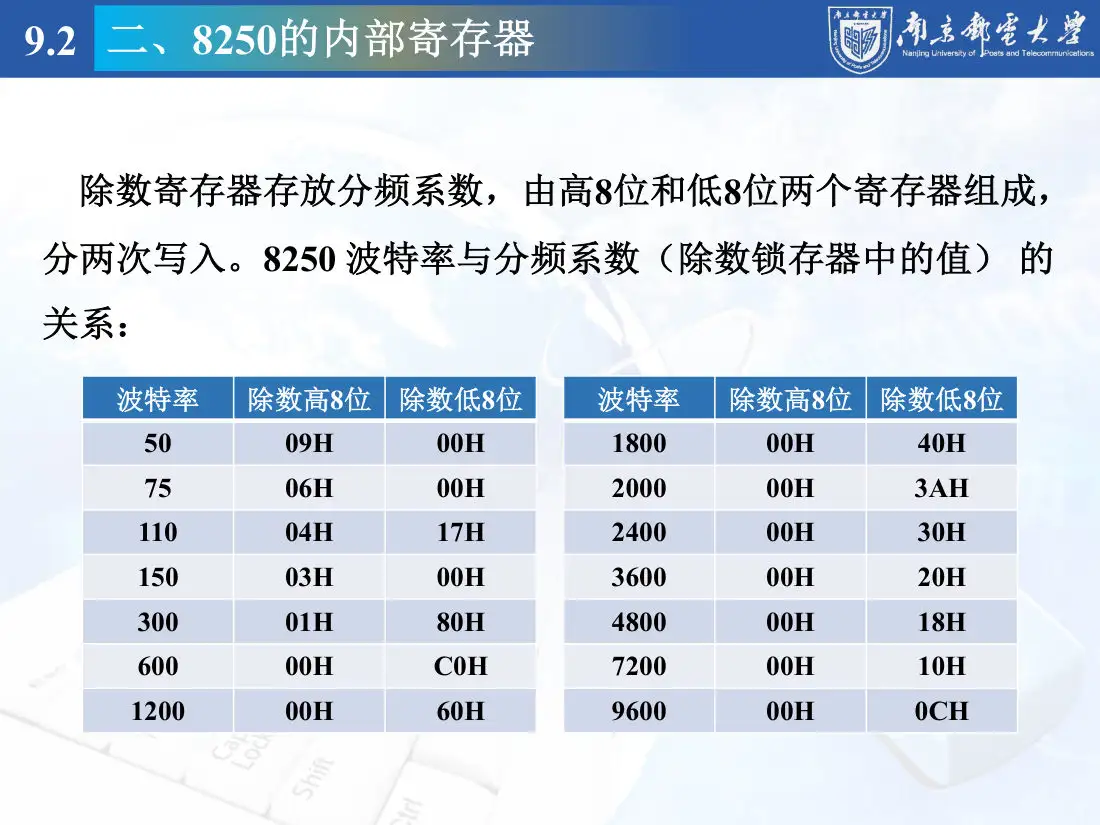 9.2 二、8250的内部寄存器
南京邮电大学
Nanjing University of Posts and Telecommunications
除数寄存器存放分频系数，由高8位和低8位两个寄存器组成，
分两次写入。8250 波特率与分频系数（除数锁存器中的值） 的
关系：
波特率 除数高8位 除数低8位 波特率 除数高8位 除数低8位
50 09H 00H 1800 00H 40H
75 06H 00H 2000 00H 3AH
110 04H 17H 2400 00H 30H
150 03H 00H 3600 00H 20H
300 01H 80H 4800 00H 18H
600 00H C0H 7200 00H 10H
1200 00H 60H 9600 00H 0CH
Caps
Lock
Shift
Ctrl